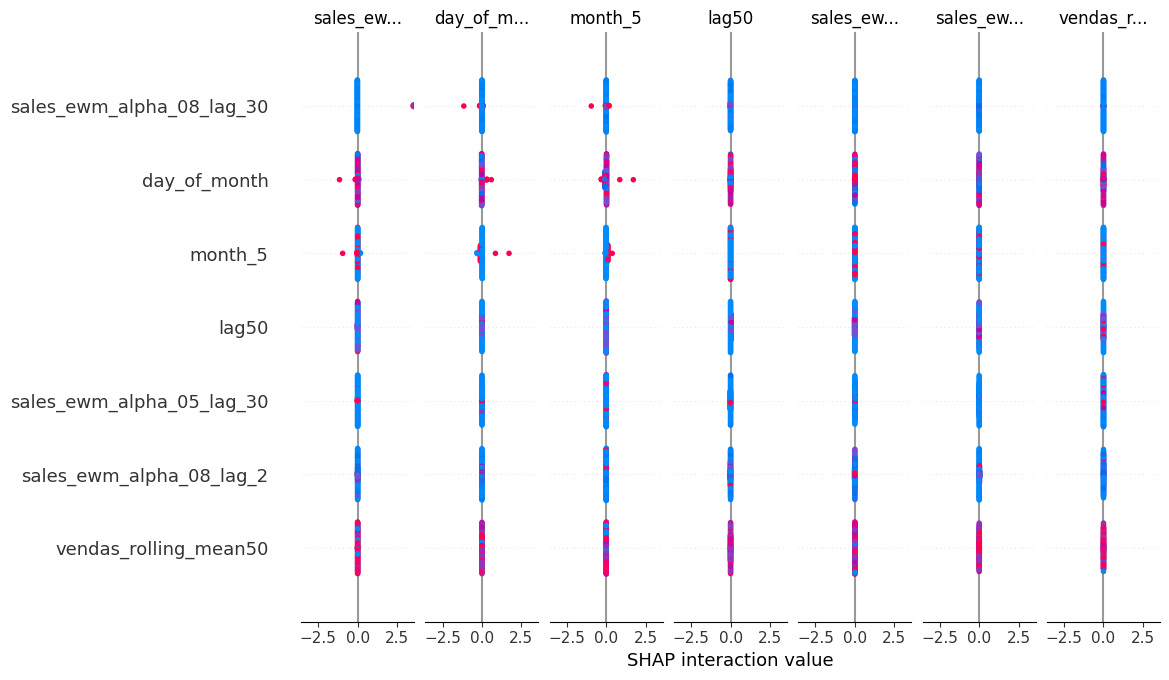 sales_ew... day_of_m... month_5 lag50 sales_ew... sales_ew... vendas_r...
sales_ewm_alpha_08_lag_30
day_of_month
month_5
lag50
sales_ewm_alpha_05_lag_30
sales_ewm_alpha_08_lag_2
vendas_rolling_mean50
−2.5 0.0 2.5 −2.5 0.0 2.5 −2.5 0.0 2.5 −2.5 0.0 2.5 −2.5 0.0 2.5 −2.5 0.0 2.5 −2.5 0.0 2.5
SHAP interaction value